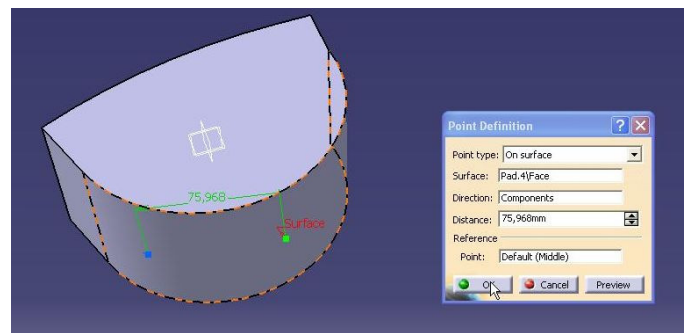 75,968
Surface
Point Definition
Point type: On surface
Surface: Pad.4\Face
Direction: Components
Distance: 75,968mm
Reference
Point: Default (Middle)
OK Cancel Preview